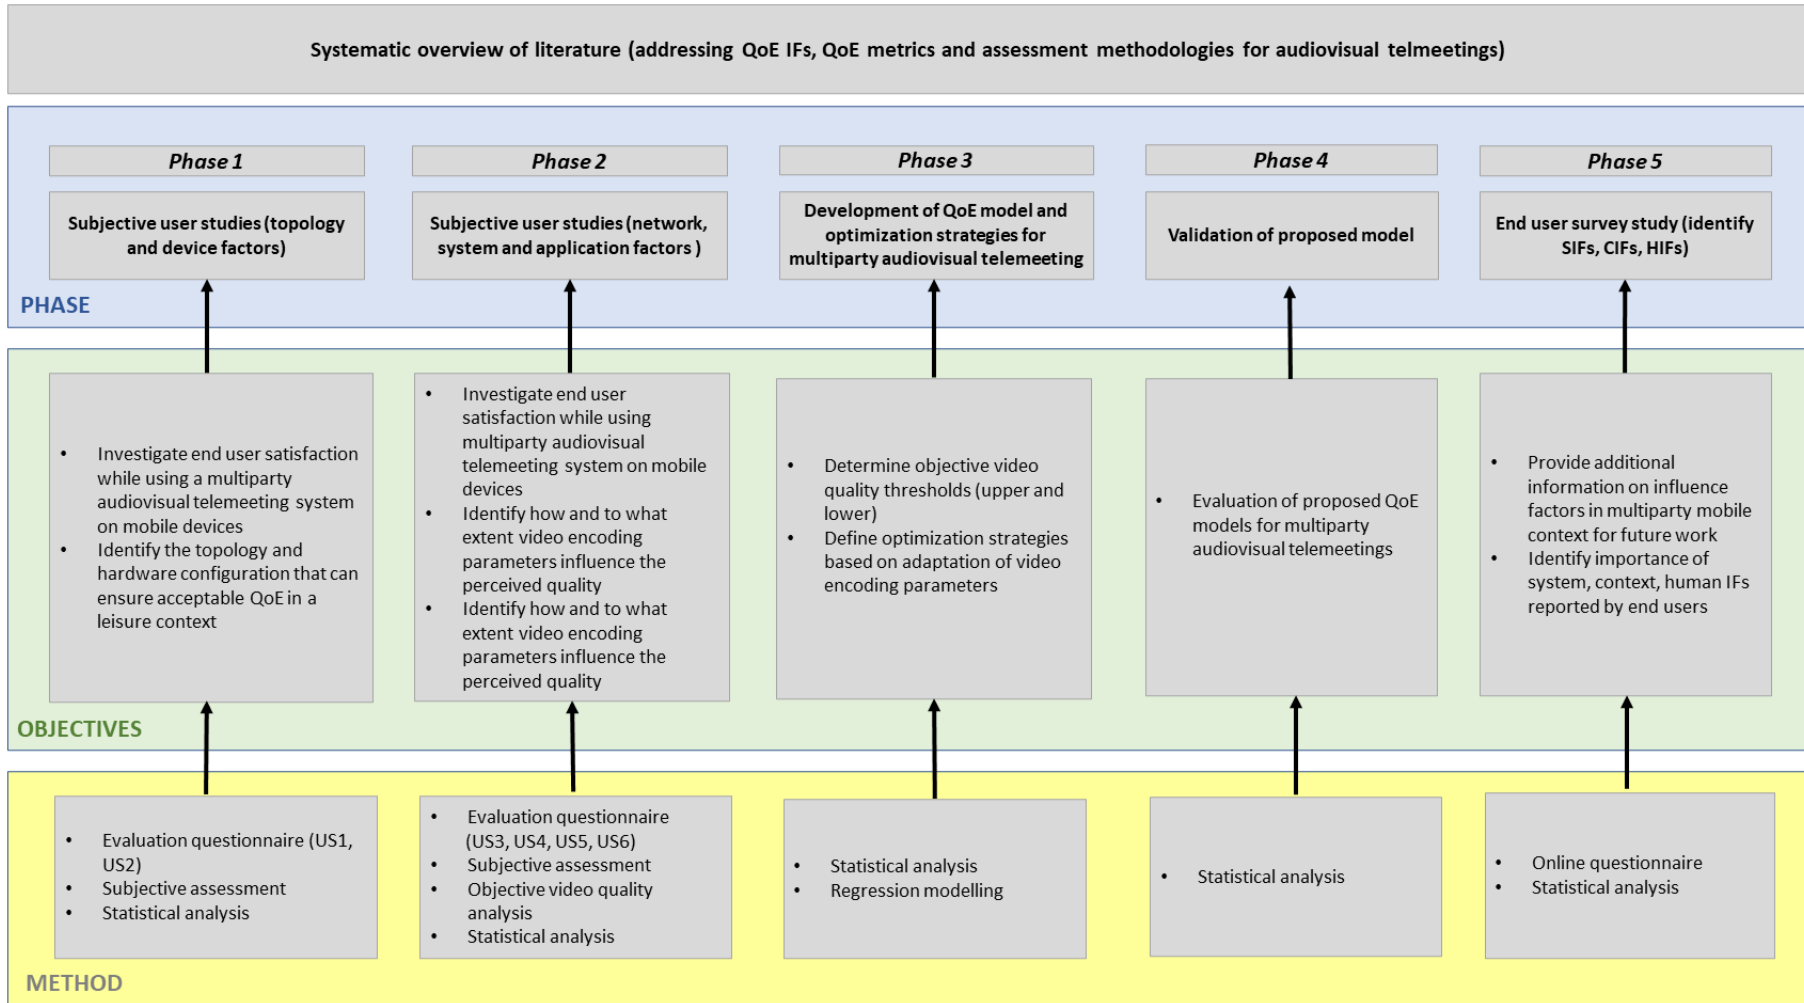 Systematic overview of literature (addressing QoE IFs, QoE metrics and assessment methodologies for audiovisual telmeetings)
Phase 1
Phase 2
Phase 3
Phase 4
Phase 5
Subjective user studies (topology
and device factors)
Subjective user studies (network,
system and application factors )
Development of QoE model and
optimization strategies for
multiparty audiovisual telemeeting
Validation of proposed model
End user survey study (identify
SIFs, CIFs, HIFs)
PHASE
• Investigate end user satisfaction
while using a multiparty
audiovisual telemeeting system
on mobile devices
• Identify the topology and
hardware configuration that can
ensure acceptable QoE in a
leisure context
• Investigate end user
satisfaction while using
multiparty audiovisual
telemeeting system on mobile
devices
• Identify how and to what
extent video encoding
parameters influence the
perceived quality
• Identify how and to what
extent video encoding
parameters influence the
perceived quality
• Determine objective video
quality thresholds (upper and
lower)
• Define optimization strategies
based on adaptation of video
encoding parameters
• Evaluation of proposed QoE
models for multiparty
audiovisual telemeetings
• Provide additional
information on influence
factors in multiparty mobile
context for future work
• Identify importance of
system, context, human IFs
reported by end users
OBJECTIVES
• Evaluation questionnaire (US1,
US2)
• Subjective assessment
• Statistical analysis
• Evaluation questionnaire
(US3, US4, US5, US6)
• Subjective assessment
• Objective video quality
analysis
• Statistical analysis
• Statistical analysis
• Regression modelling
• Statistical analysis
• Online questionnaire
• Statistical analysis
METHOD